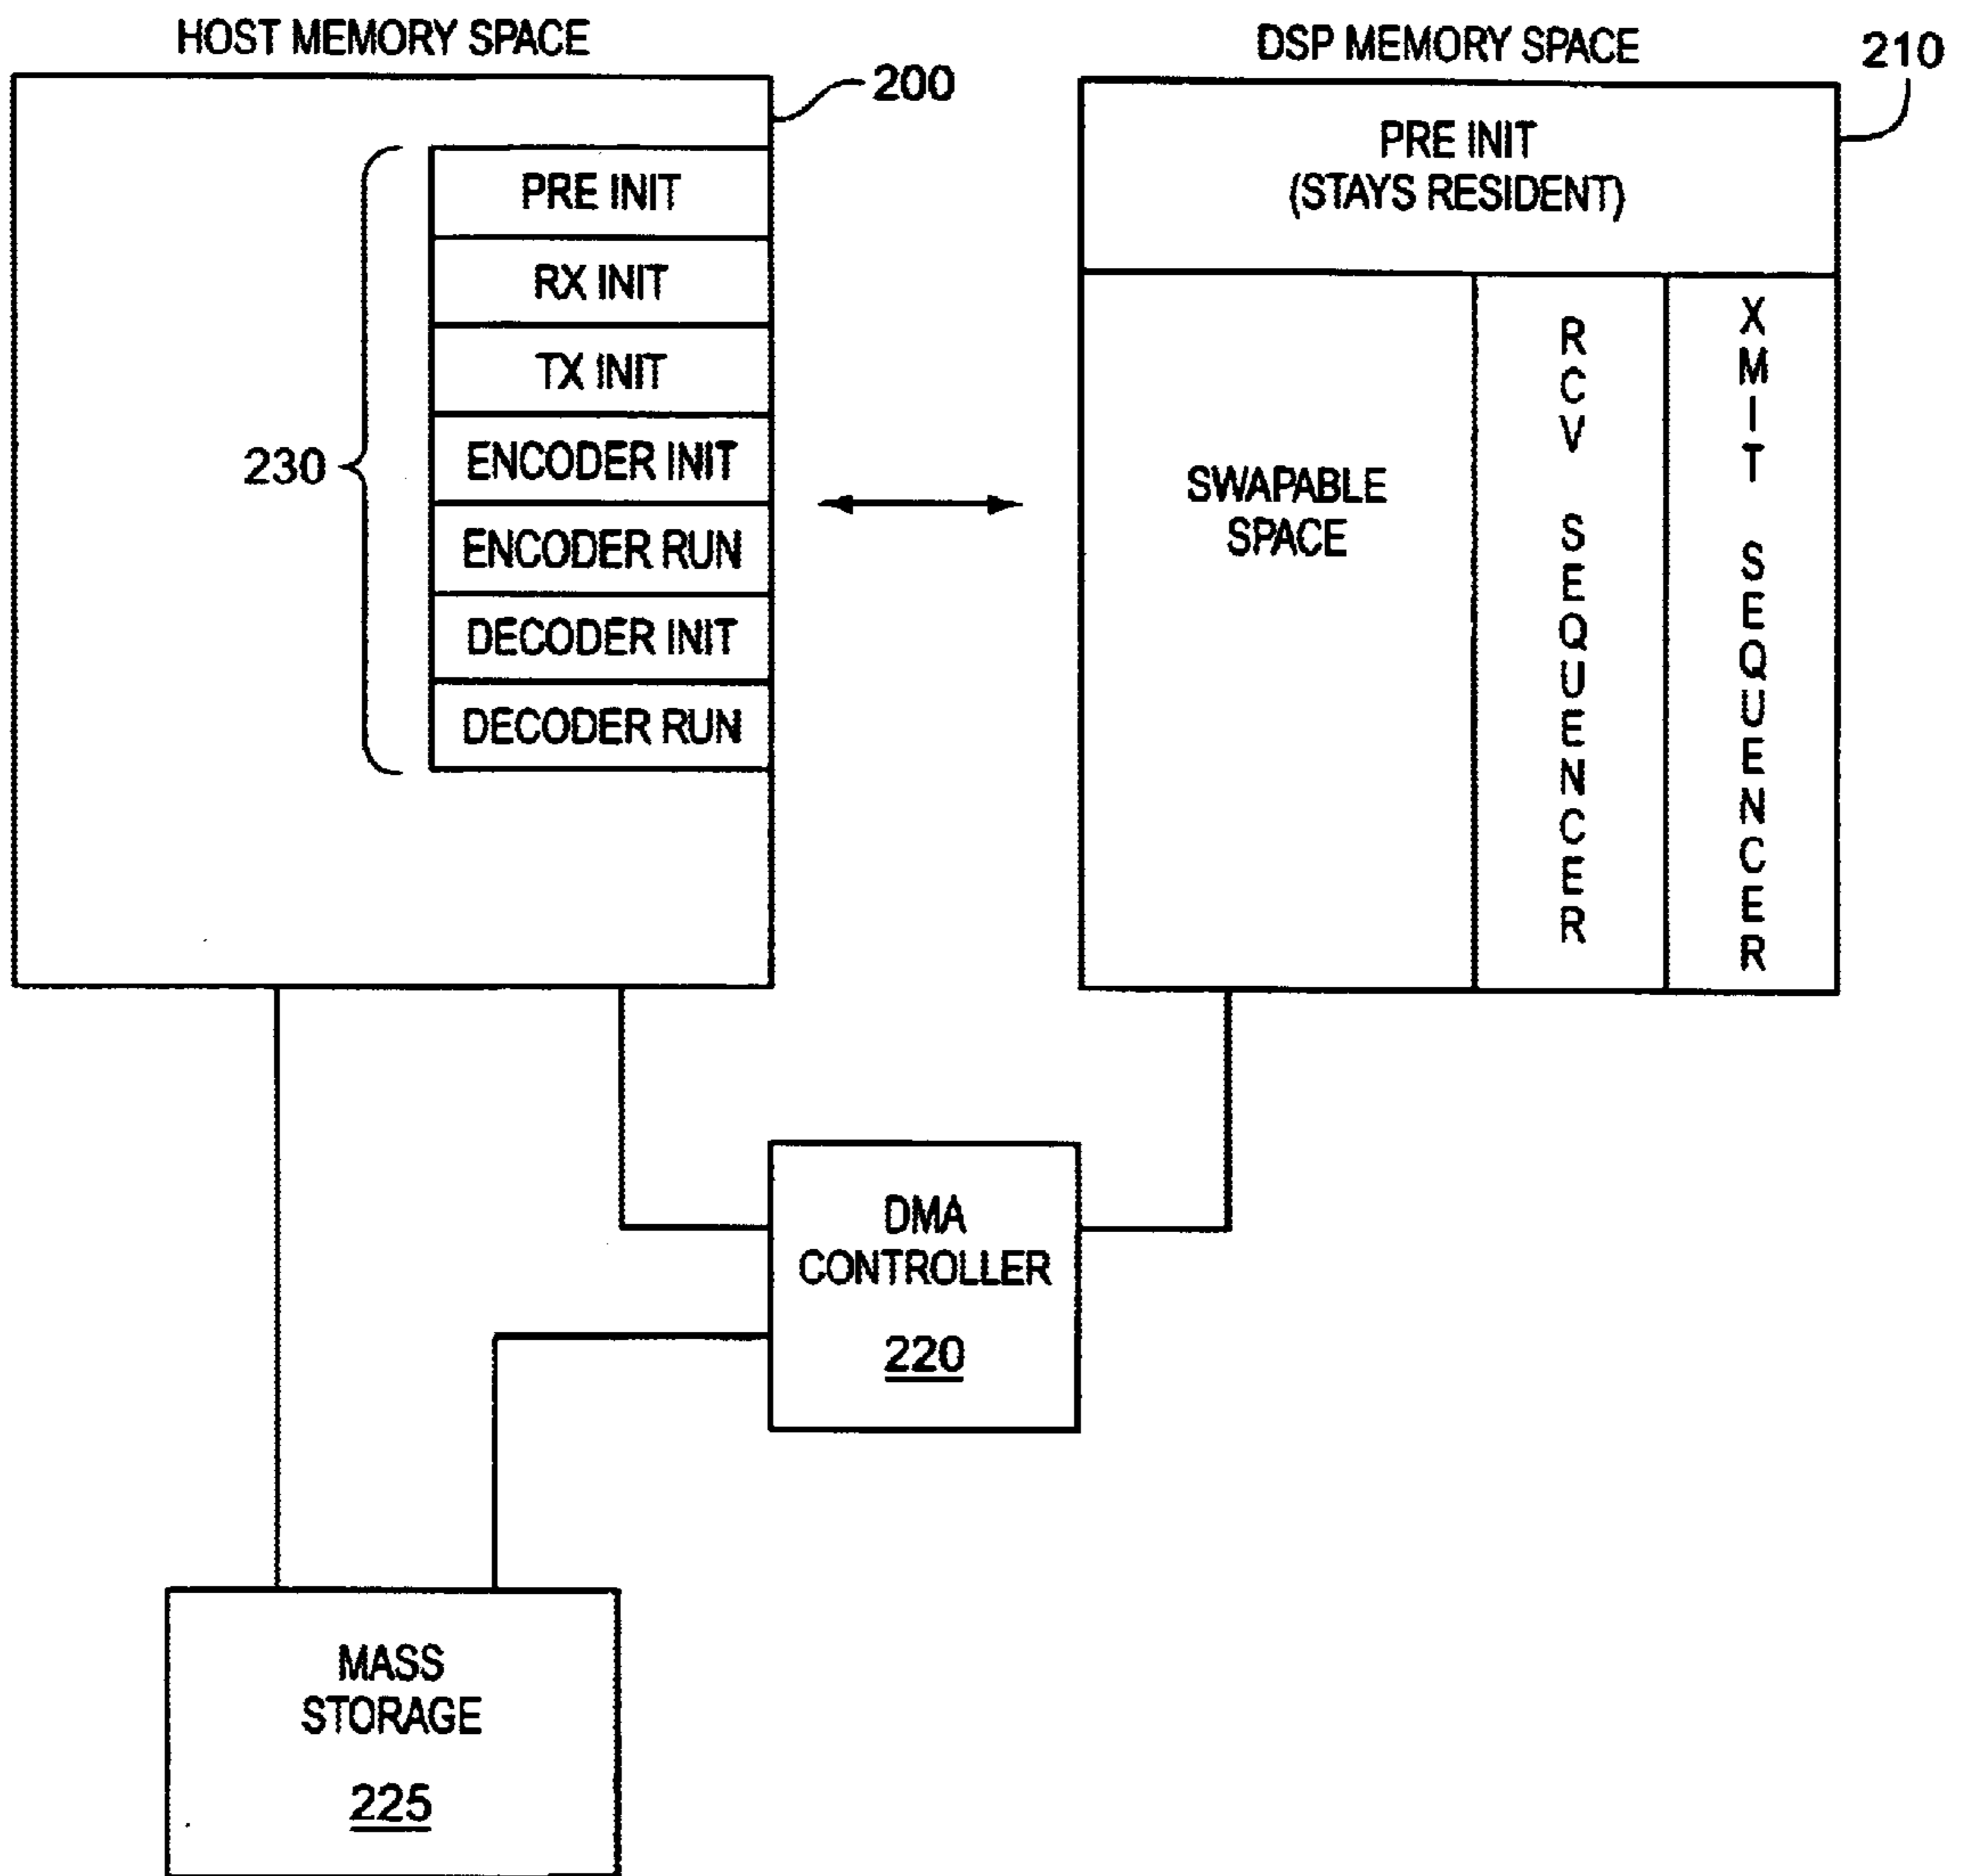 HOST MEMORY SPACE
200
PRE INIT
RX INIT
TX INIT
ENCODER INIT
ENCODER RUN
DECODER INIT
DECODER RUN
230
DSP MEMORY SPACE
210
PRE INIT
(STAYS RESIDENT)
SWAPABLE
SPACE
RCV SEQUENCER
XMIT SEQUENCER
DMA
CONTROLLER
220
MASS
STORAGE
225